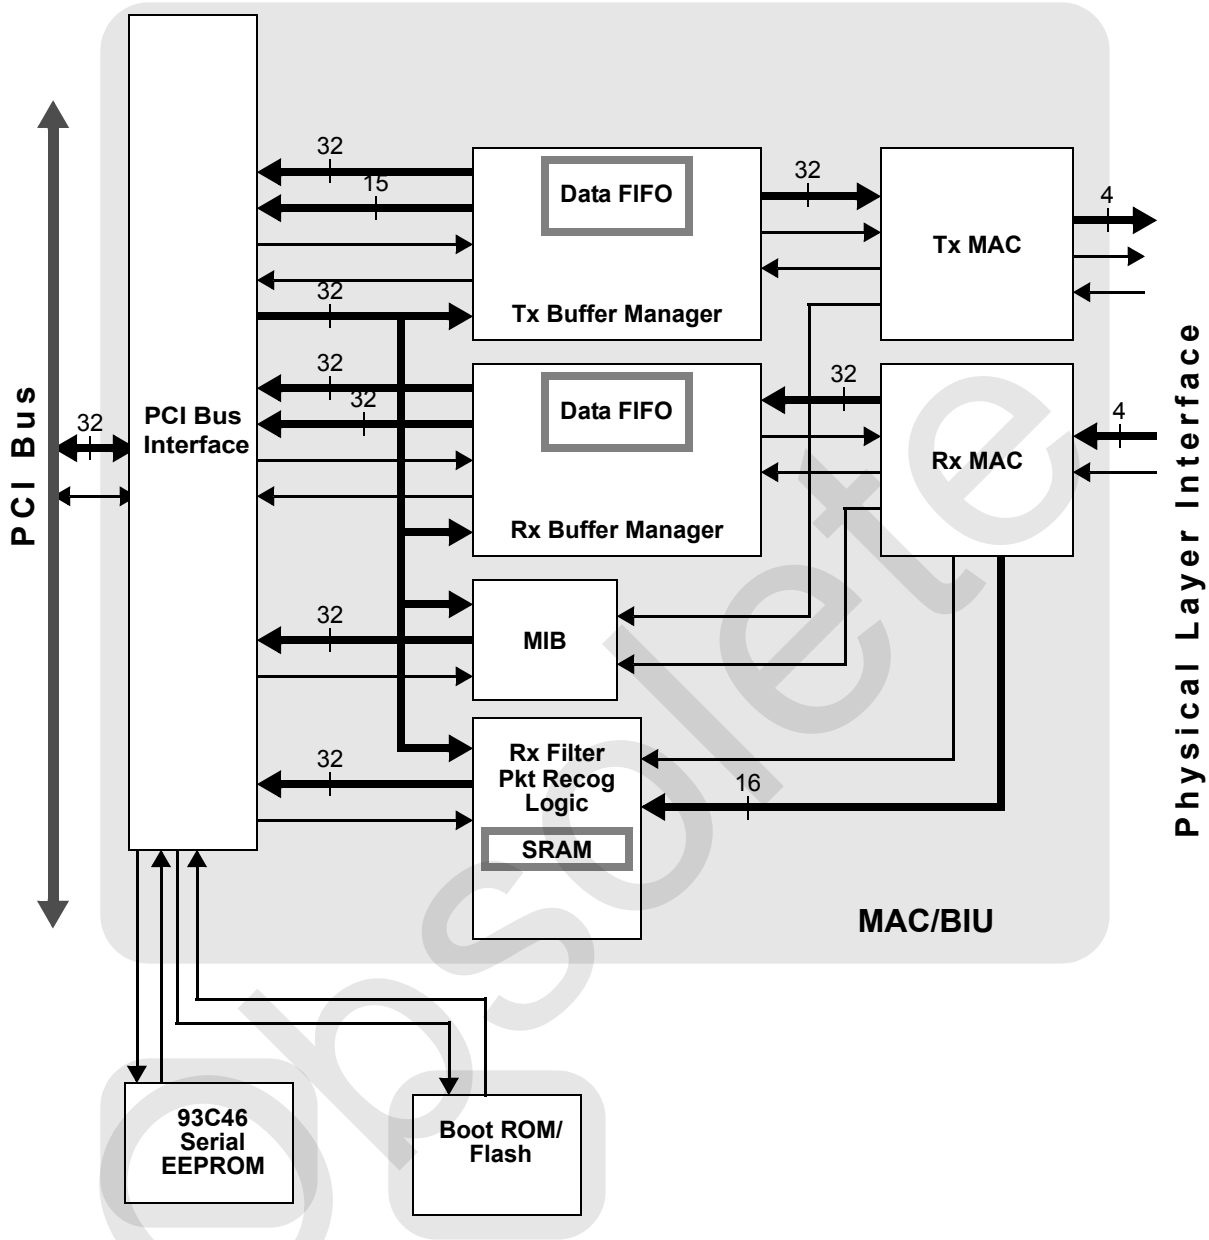 32
15
Data FIFO
32
4
Tx MAC
32
Tx Buffer Manager
32
32
Data FIFO
32
4
PCI Bus
32
PCI Bus
Interface
Rx MAC
Rx Buffer Manager
32
MIB
32
Rx Filter
Pkt Recog
Logic
16
SRAM
MAC/BIU
Physical Layer Interface
93C46
Serial
EEPROM
Boot ROM/
Flash
Obsolete